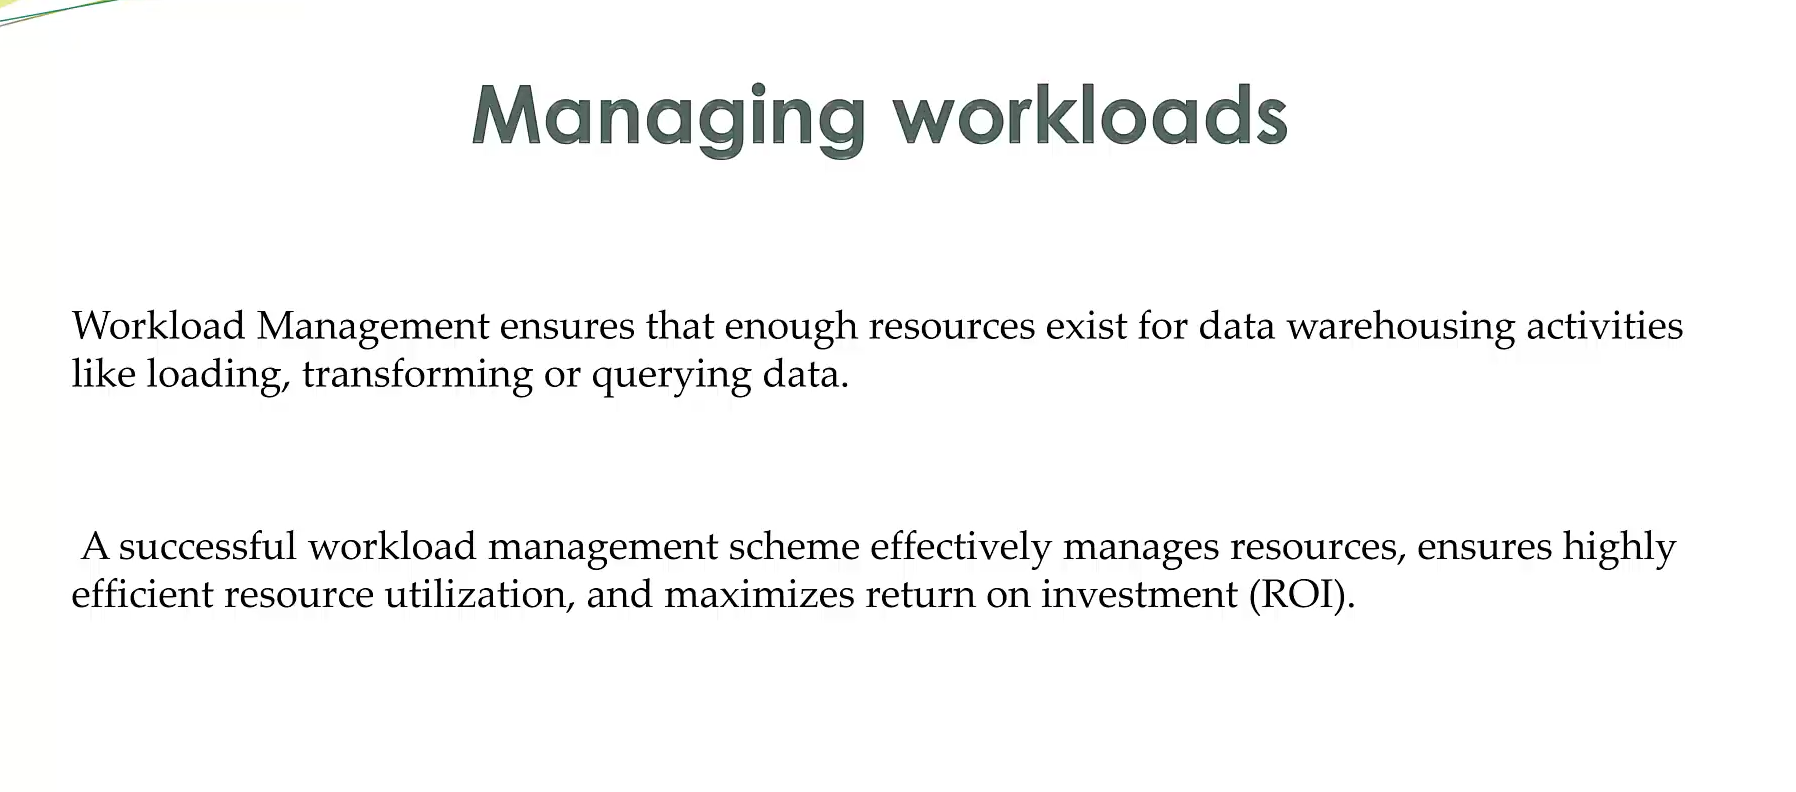 Managing workloads
Workload Management ensures that enough resources exist for data warehousing activities
like loading, transforming or querying data.
A successful workload management scheme effectively manages resources, ensures highly
efficient resource utilization, and maximizes return on investment (ROI).